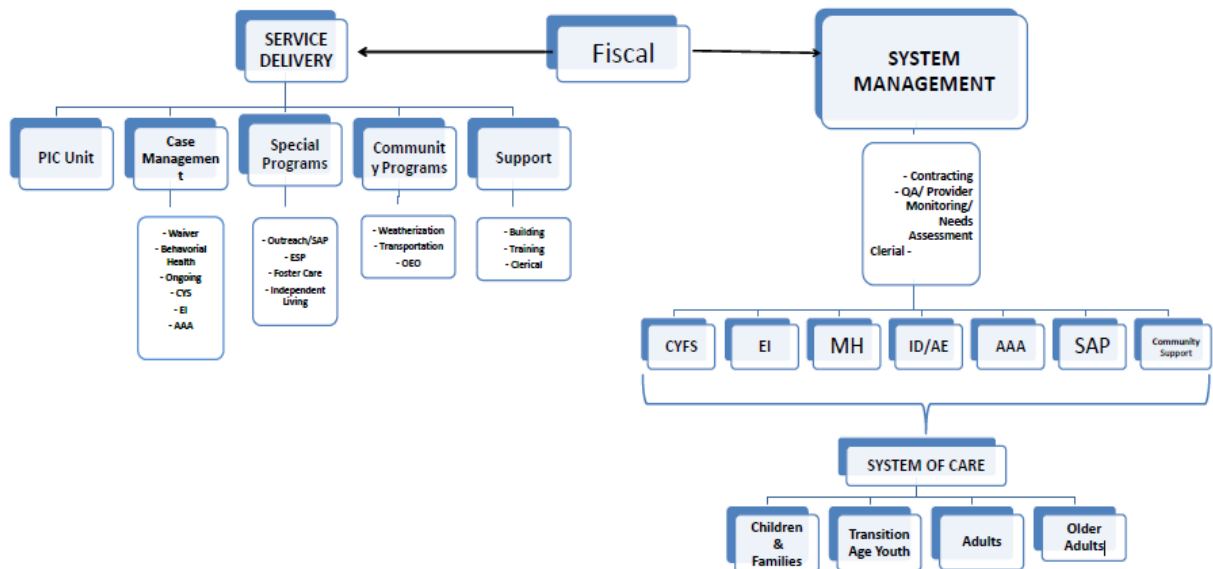 SERVICE
DELIVERY
Fiscal
SYSTEM
MANAGEMENT
PIC Unit
Case
Managemen
t
Special
Programs
Communit
y Programs
Support
- Waiver
- Behavorial
Health
- Ongoing
- CYS
- EI
- AAA
- Outreach/SAP
- ESP
- Foster Care
- Independent
Living
- Weatherization
- Transportation
- OEO
- Building
- Training
- Clerical
- Contracting
- QA/ Provider
Monitoring/
Needs
Assessment
Clerial -
CYFS
EI
MH
ID/AE
AAA
SAP
Community
Support
SYSTEM OF CARE
Children
&
Families
Transition
Age Youth
Adults
Older
Adults